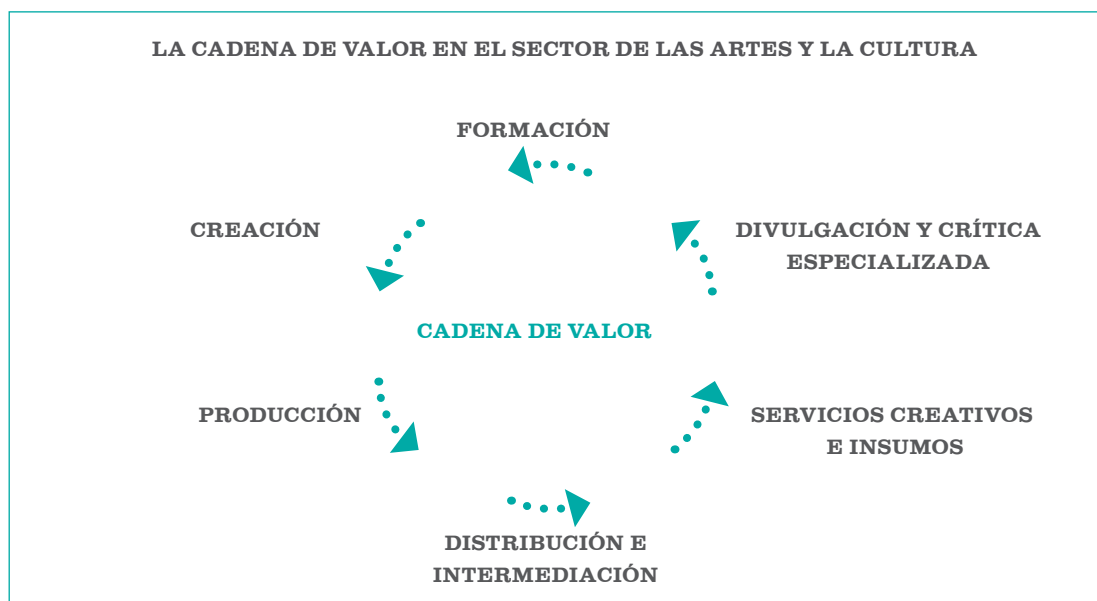 LA CADENA DE VALOR EN EL SECTOR DE LAS ARTES Y LA CULTURA
FORMACIÓN
CREACIÓN
DIVULGACIÓN Y CRÍTICA
ESPECIALIZADA
CADENA DE VALOR
PRODUCCIÓN
SERVICIOS CREATIVOS
E INSUMOS
DISTRIBUCIÓN E
INTERMEDIACIÓN